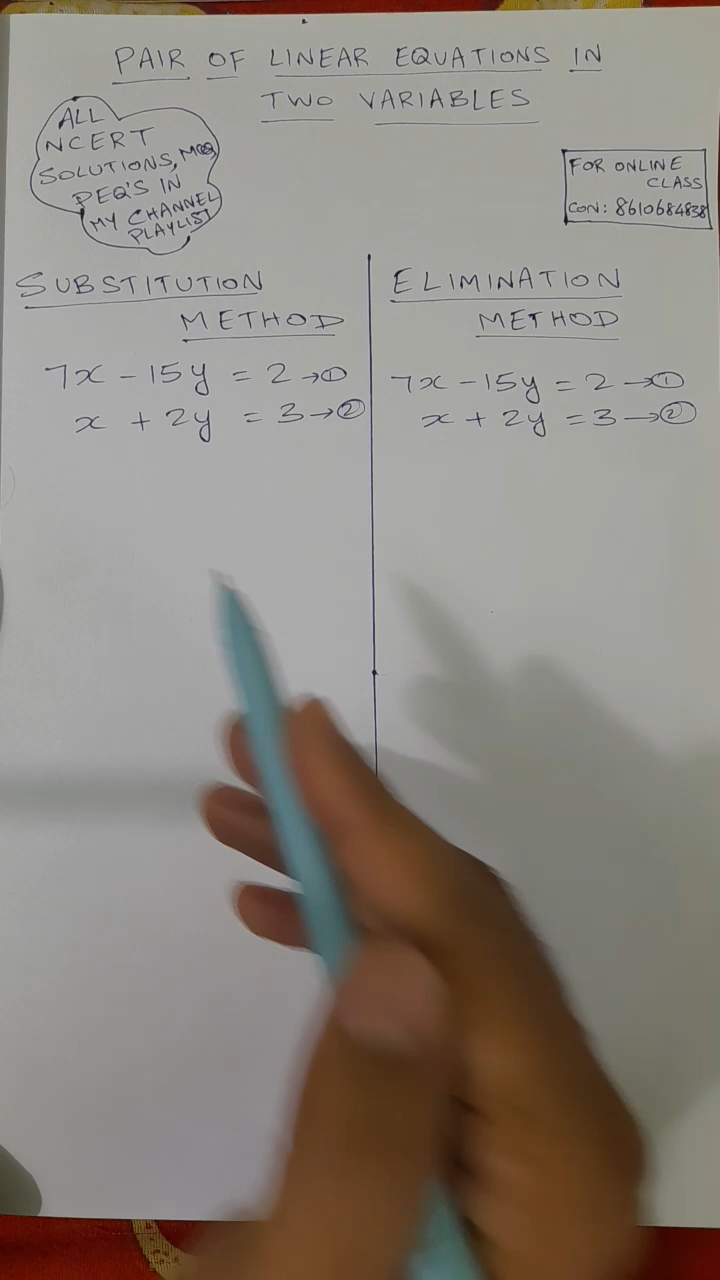 PAIR OF LINEAR EQUATIONS IN
TWO VARIABLES
ALL
NCERT
SOLUTIONS, MCQ
PEQ'S IN
MY CHANNEL
PLAYLIST
FOR ONLINE
CLASS
CON: 8610684838
SUBSTITUTION
METHOD
7x - 15y = 2 → ①
x + 2y = 3 → ②
ELIMINATION
METHOD
7x - 15y = 2 → ①
x + 2y = 3 → ②